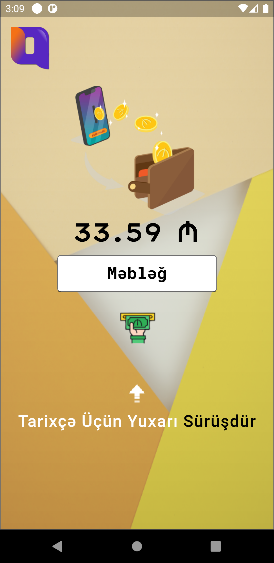 3:09
33.59 ₼
Məbləğ
Tarixçə Üçün Yuxarı Sürüşdür